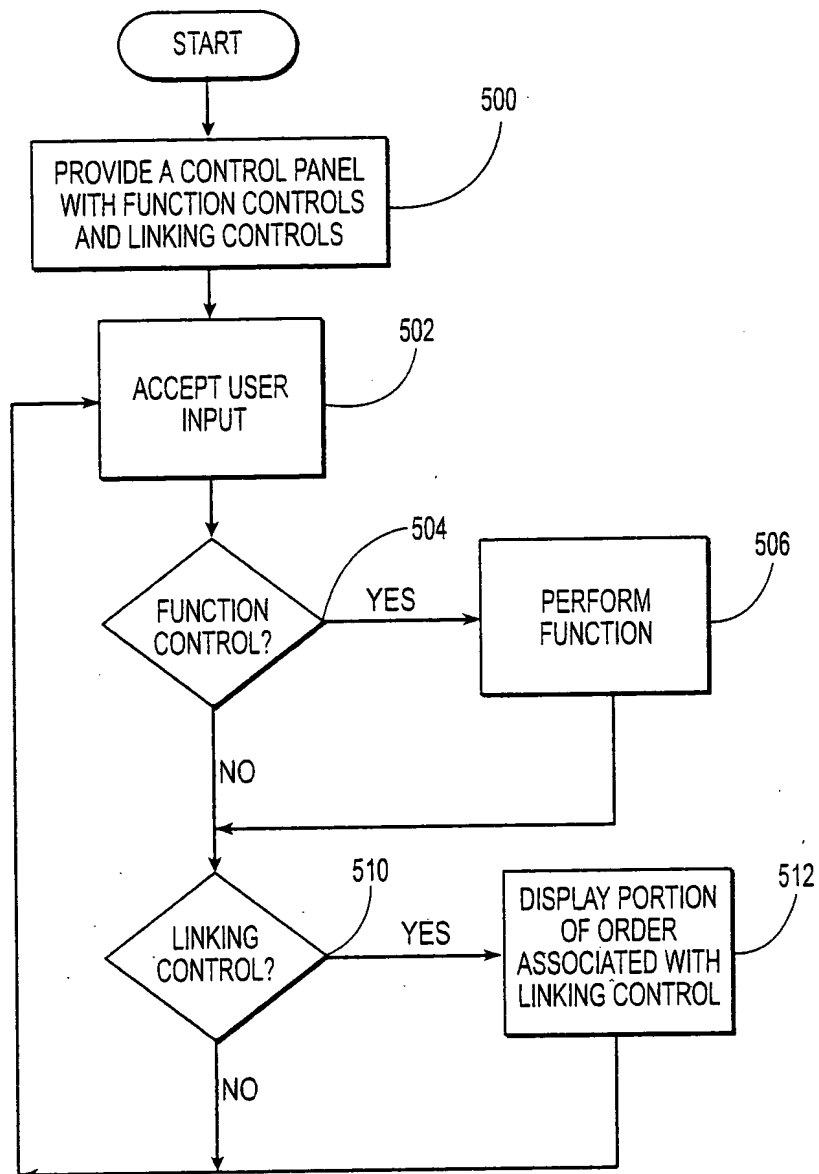 START
500
PROVIDE A CONTROL PANEL
WITH FUNCTION CONTROLS
AND LINKING CONTROLS
502
ACCEPT USER
INPUT
504
FUNCTION
CONTROL?
YES
506
PERFORM
FUNCTION
NO
510
LINKING
CONTROL?
YES
512
DISPLAY PORTION
OF ORDER
ASSOCIATED WITH
LINKING CONTROL
NO